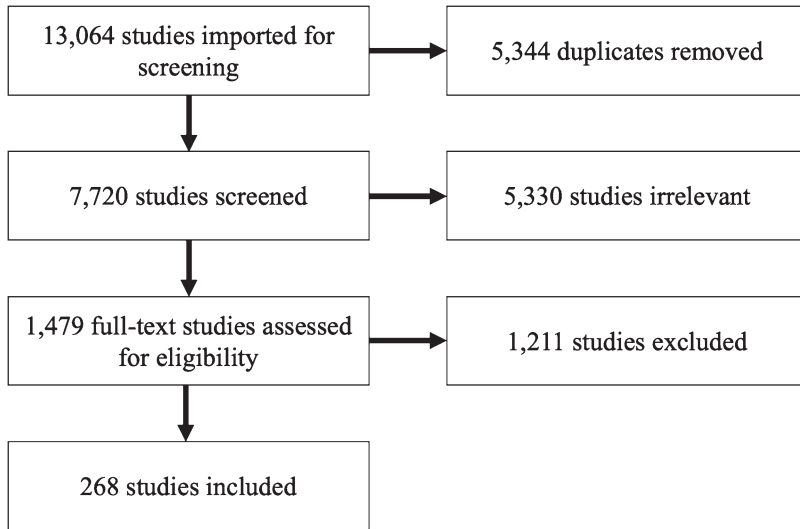 13,064 studies imported for
screening
5,344 duplicates removed
7,720 studies screened
5,330 studies irrelevant
1,479 full-text studies assessed
for eligibility
1,211 studies excluded
268 studies included